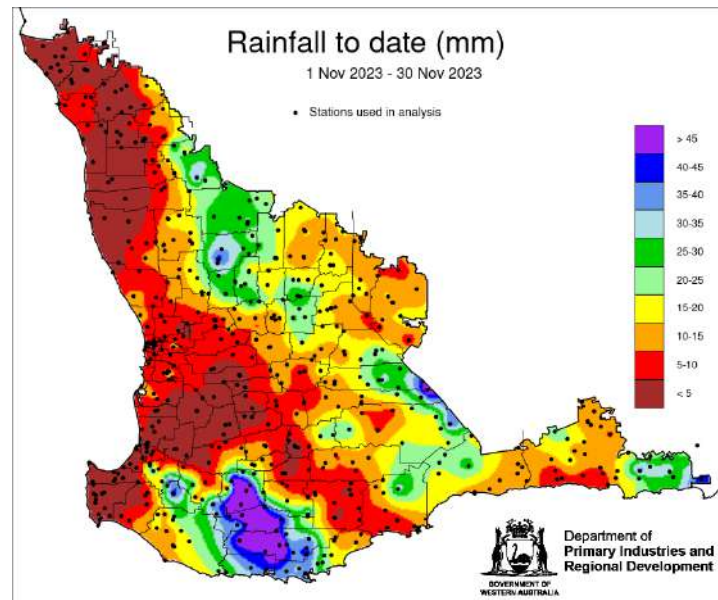 Rainfall to date (mm)
1 Nov 2023 - 30 Nov 2023
Stations used in analysis
> 45
40-45
35-40
30-35
25-30
20-25
15-20
10-15
5-10
< 5
Department of
Primary Industries and
Regional Development
GOVERNMENT OF
WESTERN AUSTRALIA